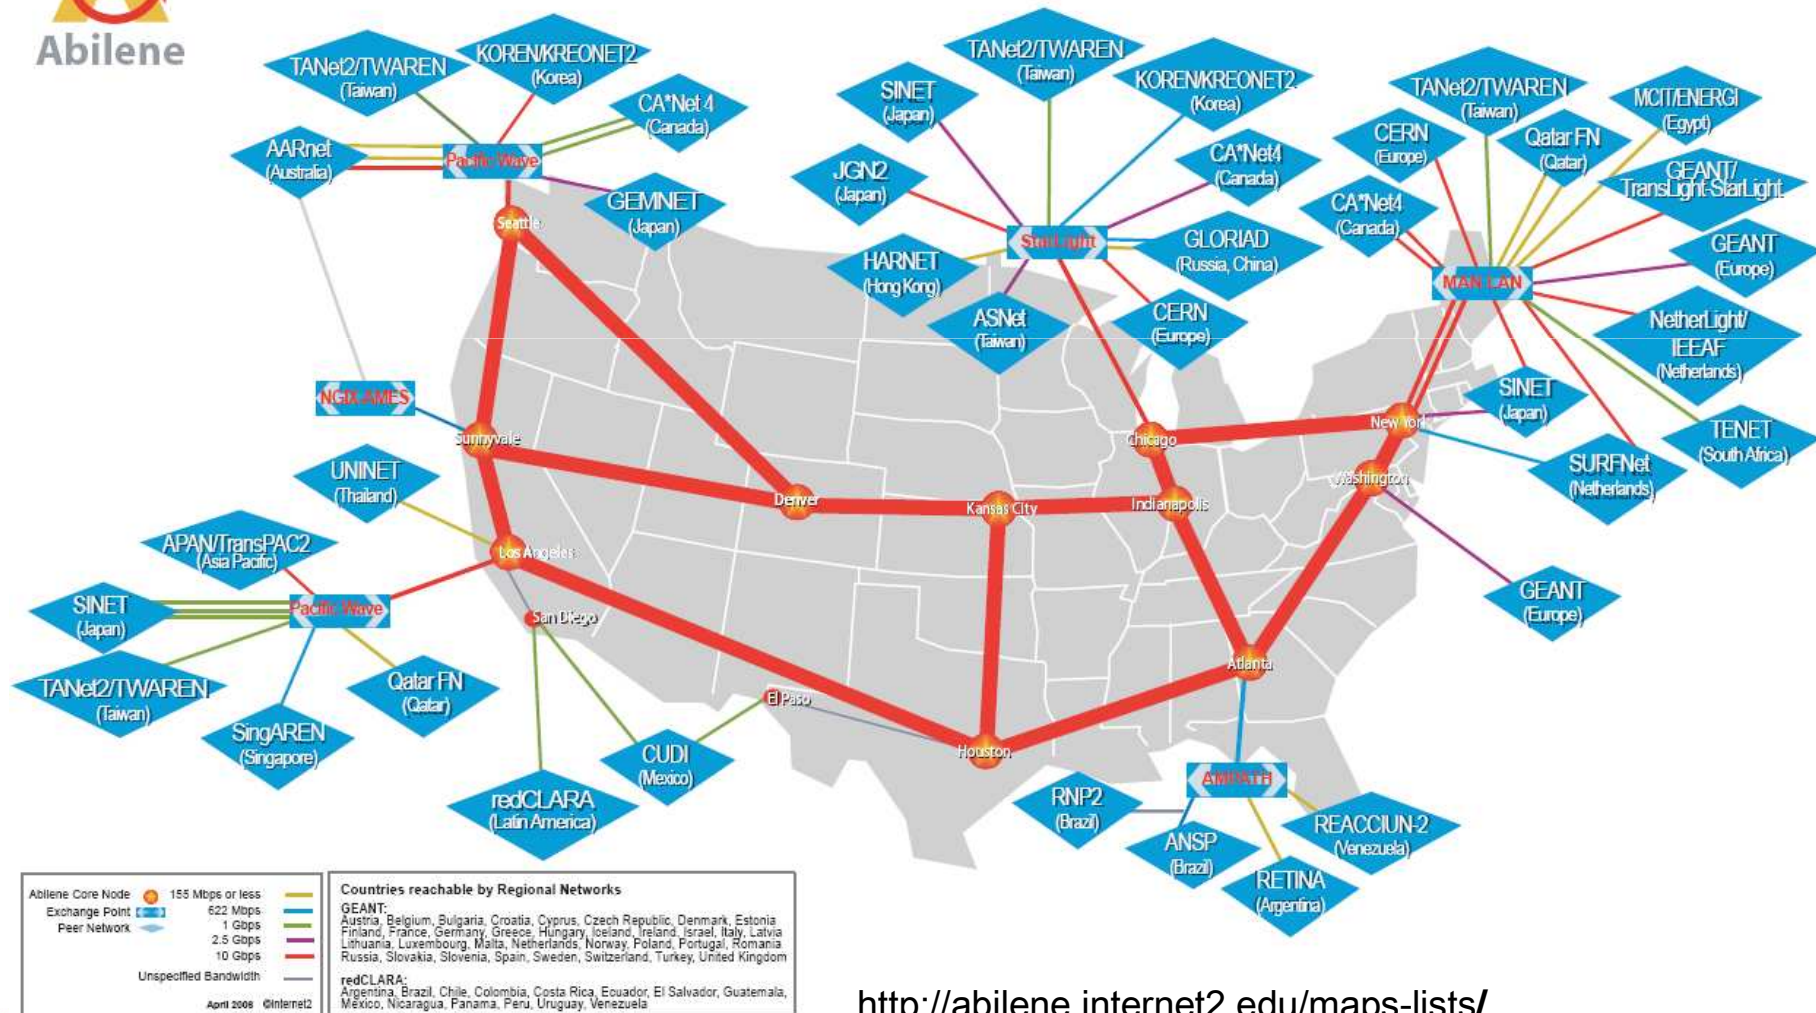 Abilene
TANet2/TWAREN
(Taiwan)
KOREN/KREONET2
(Korea)
CA*Net 4
(Canada)
AARnet
(Australia)
Pacific Wave
GEMNET
(Japan)
Seattle
TANet2/TWAREN
(Taiwan)
SINET
(Japan)
KOREN/KREONET2
(Korea)
JGN2
(Japan)
CA*Net4
(Canada)
StarLight
HARNET
(Hong Kong)
GLORIAD
(Russia, China)
ASNet
(Taiwan)
CERN
(Europe)
TANet2/TWAREN
(Taiwan)
MCIT/ENERGI
(Egypt)
CERN
(Europe)
Qatar FN
(Qatar)
GEANT/
TransLight-StarLight
CA*Net4
(Canada)
GEANT
(Europe)
MAN LAN
NetherLight/
IEEAF
(Netherlands)
SINET
(Japan)
TENET
(South Africa)
SURFNet
(Netherlands)
NGIX-AMES
Sunnyvale
Chicago
New York
Washington
UNINET
(Thailand)
Denver
Kansas City
Indianapolis
Los Angeles
APAN/TransPAC2
(Asia Pacific)
SINET
(Japan)
Pacific Wave
San Diego
GEANT
(Europe)
TANet2/TWAREN
(Taiwan)
Qatar FN
(Qatar)
SingAREN
(Singapore)
El Paso
Atlanta
Houston
CUDI
(Mexico)
redCLARA
(Latin America)
AMPATH
RNP2
(Brazil)
ANSP
(Brazil)
REACCIUN-2
(Venezuela)
RETINA
(Argentina)
Abilene Core Node 155 Mbps or less
Exchange Point 622 Mbps
Peer Network 1 Gbps
2.5 Gbps
10 Gbps
Unspecified Bandwidth
April 2006 ©Internet2
Countries reachable by Regional Networks
GEANT:
Austria, Belgium, Bulgaria, Croatia, Cyprus, Czech Republic, Denmark, Estonia
Finland, France, Germany, Greece, Hungary, Iceland, Ireland, Israel, Italy, Latvia
Lithuania, Luxembourg, Malta, Netherlands, Norway, Poland, Portugal, Romania
Russia, Slovakia, Slovenia, Spain, Sweden, Switzerland, Turkey, United Kingdom
redCLARA:
Argentina, Brazil, Chile, Colombia, Costa Rica, Ecuador, El Salvador, Guatemala,
Mexico, Nicaragua, Panama, Peru, Uruguay, Venezuela
http://abilene.internet2.edu/maps-lists/